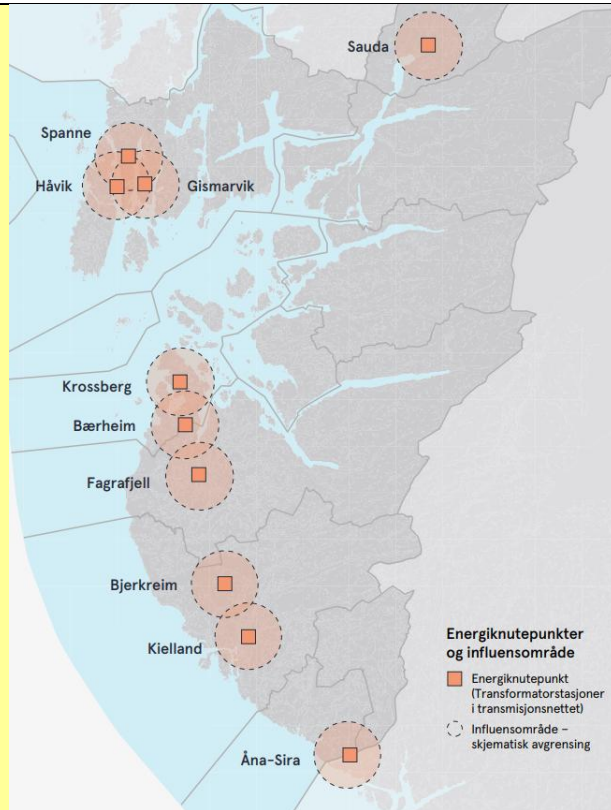 Sauda
Spanne
Håvik
Gismarvik
Krossberg
Bærheim
Fagrafjell
Bjerkreim
Kielland
Åna-Sira
Energiknutepunkter
og influensområde
Energiknutepunkt
(Transformatorstasjoner
i transmisjonsnettet)
Influensområde –
skjematisk avgrensing